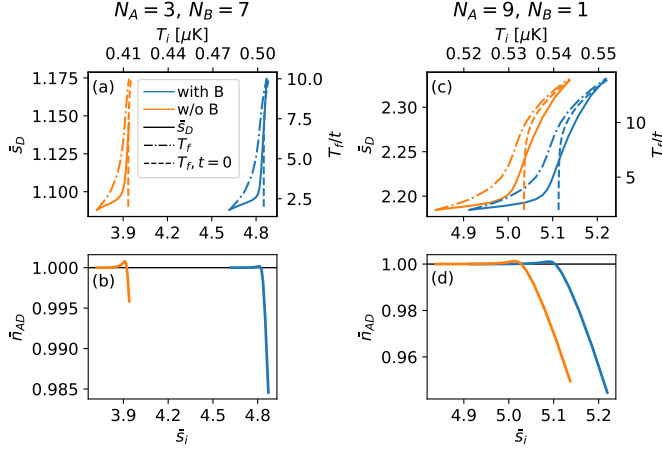 N_A = 3, N_B = 7
N_A = 9, N_B = 1
T_i [μK]
T_i [μK]
0.41 0.44 0.47 0.50
0.52 0.53 0.54 0.55
(a)
with B
w/o B
s̄_D
T_f
T_f, t = 0
1.175
1.150
1.125
1.100
s̄_D
10.0
7.5
5.0
2.5
T_f/t
3.9 4.2 4.5 4.8
(c)
2.30
2.25
2.20
s̄_D
10
5
T_f/t
4.9 5.0 5.1 5.2
(b)
1.000
0.995
0.990
0.985
n̄_AD
3.9 4.2 4.5 4.8
s̄_i
(d)
1.00
0.98
0.96
n̄_AD
4.9 5.0 5.1 5.2
s̄_i